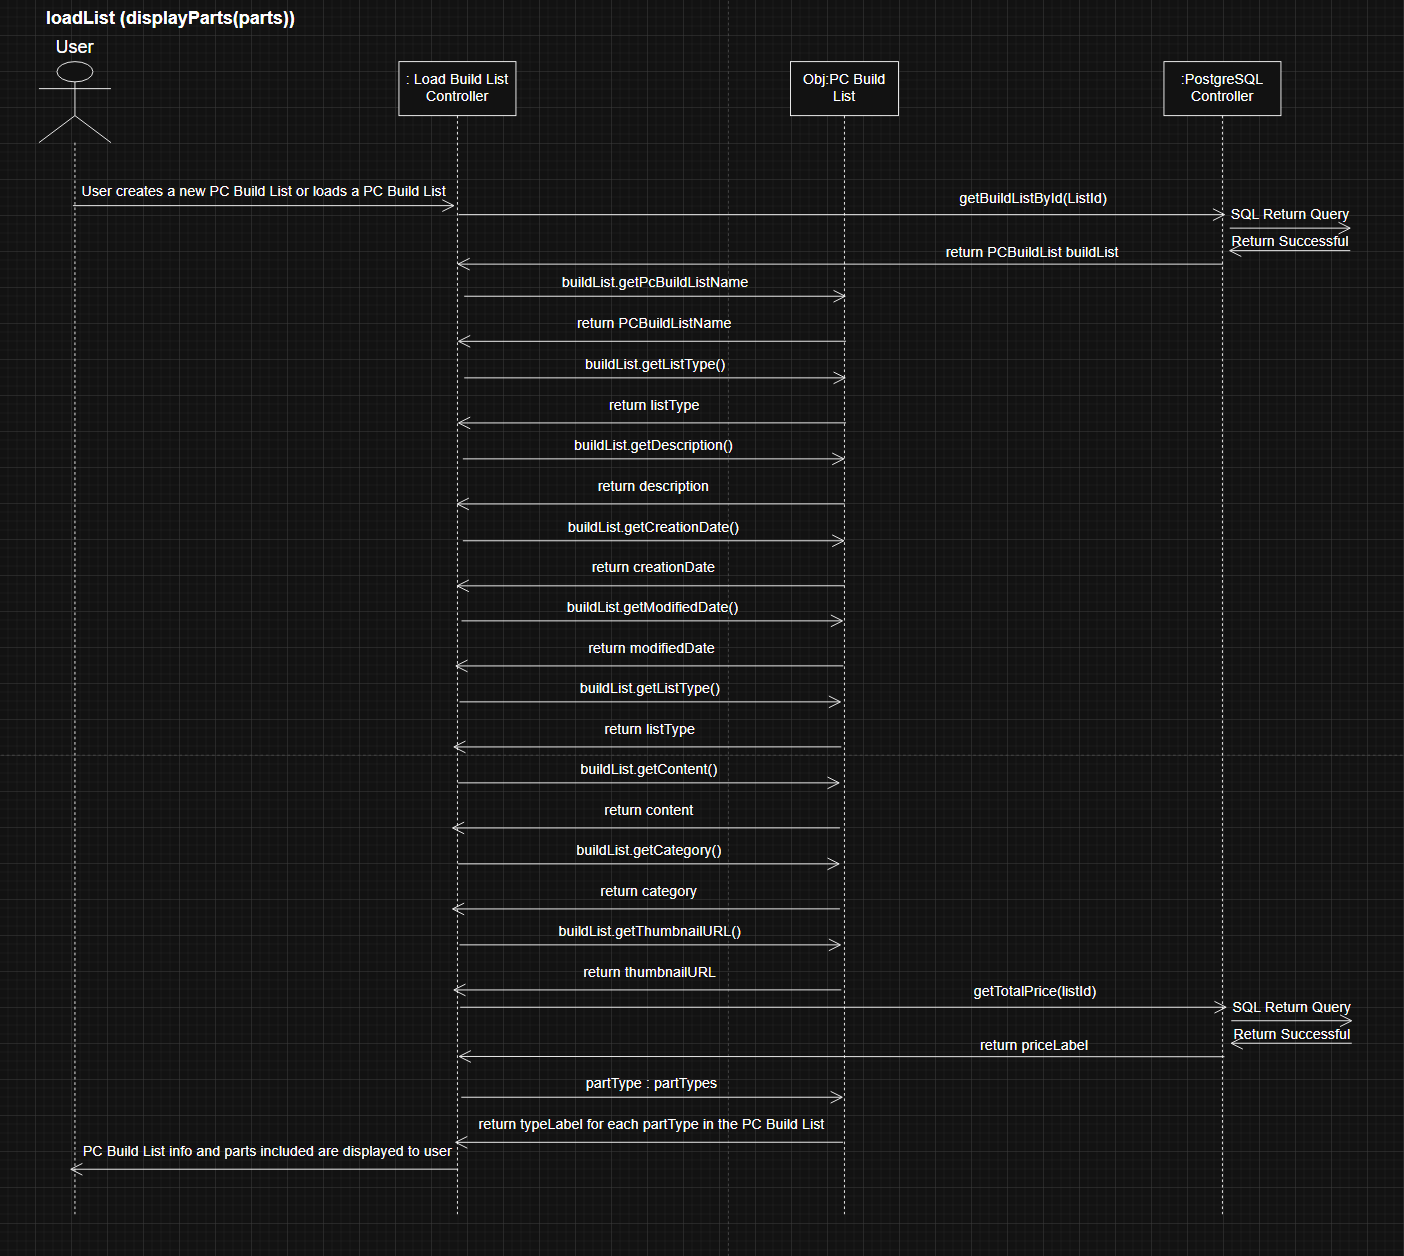 loadList (displayParts(parts))
User
: Load Build List
Controller
Obj:PC Build
List
:PostgreSQL
Controller
User creates a new PC Build List or loads a PC Build List
getBuildListById(ListId)
SQL Return Query
Return Successful
return PCBuildList buildList
buildList.getPcBuildListName
return PCBuildListName
buildList.getListType()
return listType
buildList.getDescription()
return description
buildList.getCreationDate()
return creationDate
buildList.getModifiedDate()
return modifiedDate
buildList.getListType()
return listType
buildList.getContent()
return content
buildList.getCategory()
return category
buildList.getThumbnailURL()
return thumbnailURL
getTotalPrice(listId)
SQL Return Query
Return Successful
return priceLabel
partType : partTypes
return typeLabel for each partType in the PC Build List
PC Build List info and parts included are displayed to user